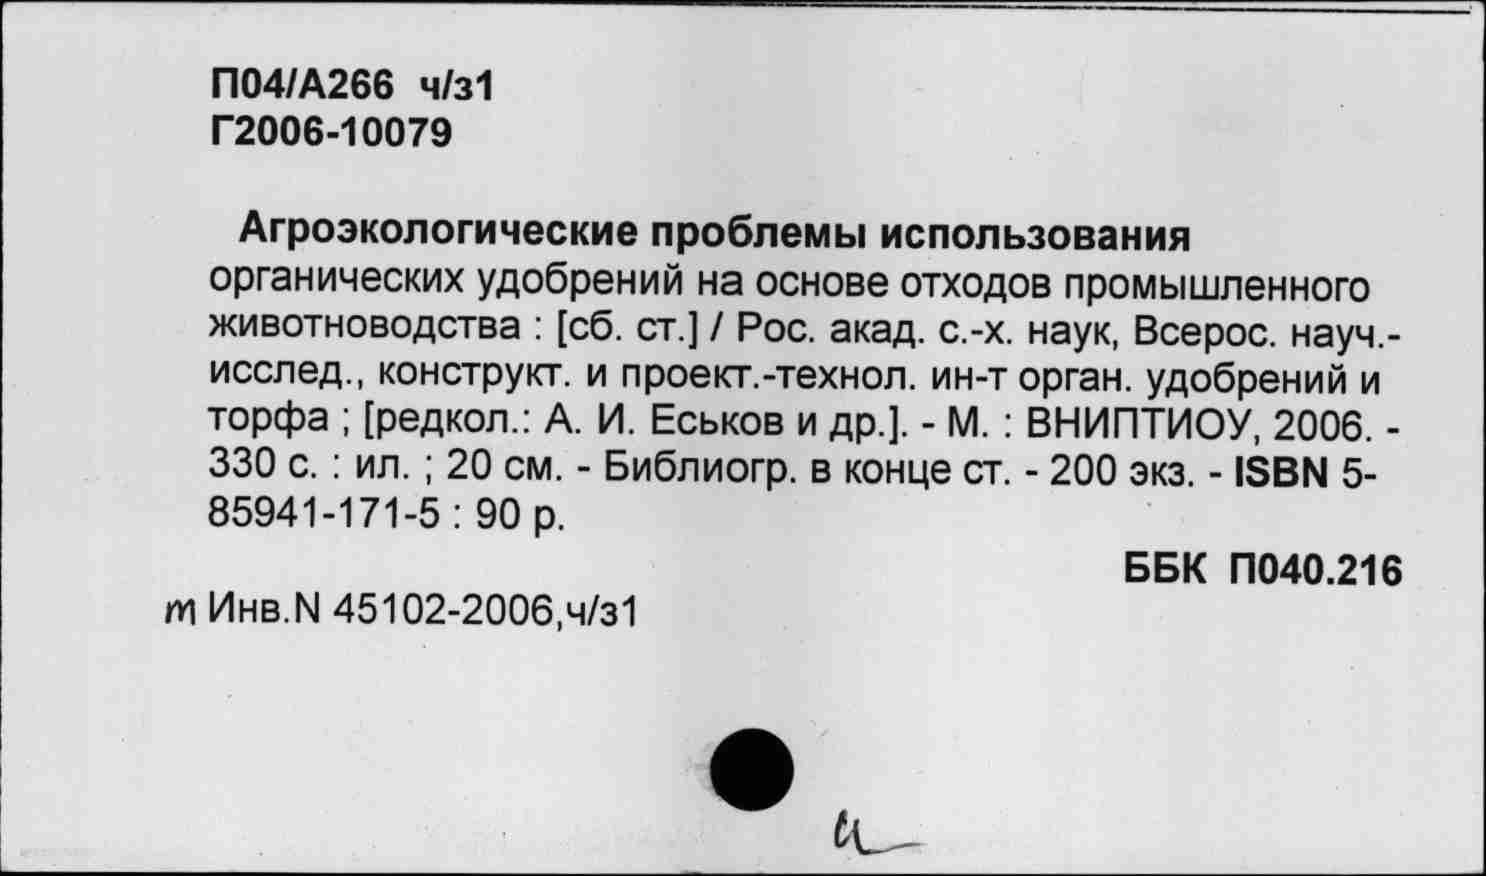 П04/А266 ч/з1
Г2006-10079
Агроэкологические проблемы использования
органических удобрений на основе отходов промышленного
животноводства : [сб. ст.] / Рос. акад. с.-х. наук, Всерос. науч.-
исслед., конструкт. и проект.-технол. ин-т орган. удобрений и
торфа ; [редкол.: А. И. Еськов и др.]. - М. : ВНИПТИОУ, 2006. -
330 с. : ил. ; 20 см. - Библиогр. в конце ст. - 200 экз. - ISBN 5-
85941-171-5 : 90 р.
ББК П040.216
т Инв.N 45102-2006,ч/з1